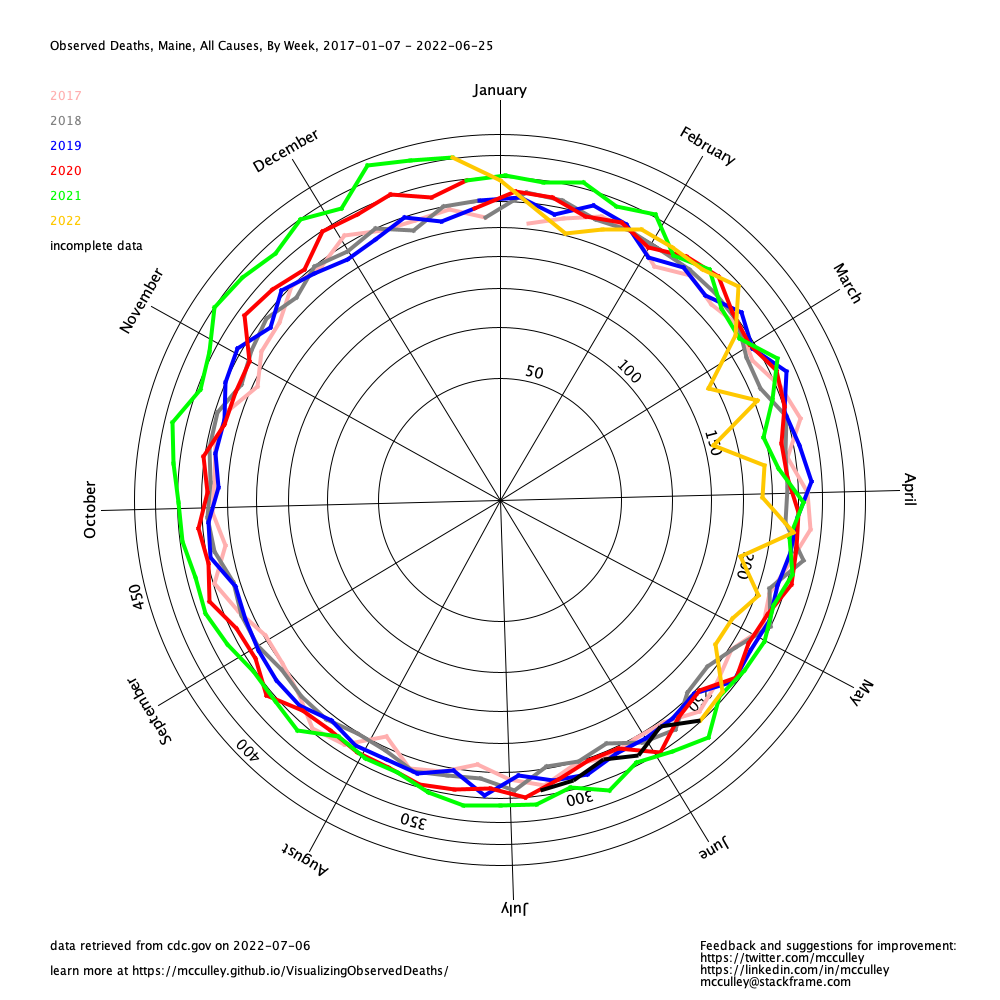 Observed Deaths, Maine, All Causes, By Week, 2017-01-07 - 2022-06-25
2017
2018
2019
2020
2021
2022
incomplete data
January
February
March
April
May
June
July
August
September
October
November
December
50
100
150
200
250
300
350
400
450
data retrieved from cdc.gov on 2022-07-06
learn more at https://mcculley.github.io/VisualizingObservedDeaths/
Feedback and suggestions for improvement:
https://twitter.com/mcculley
https://linkedin.com/in/mcculley
mcculley@stackframe.com